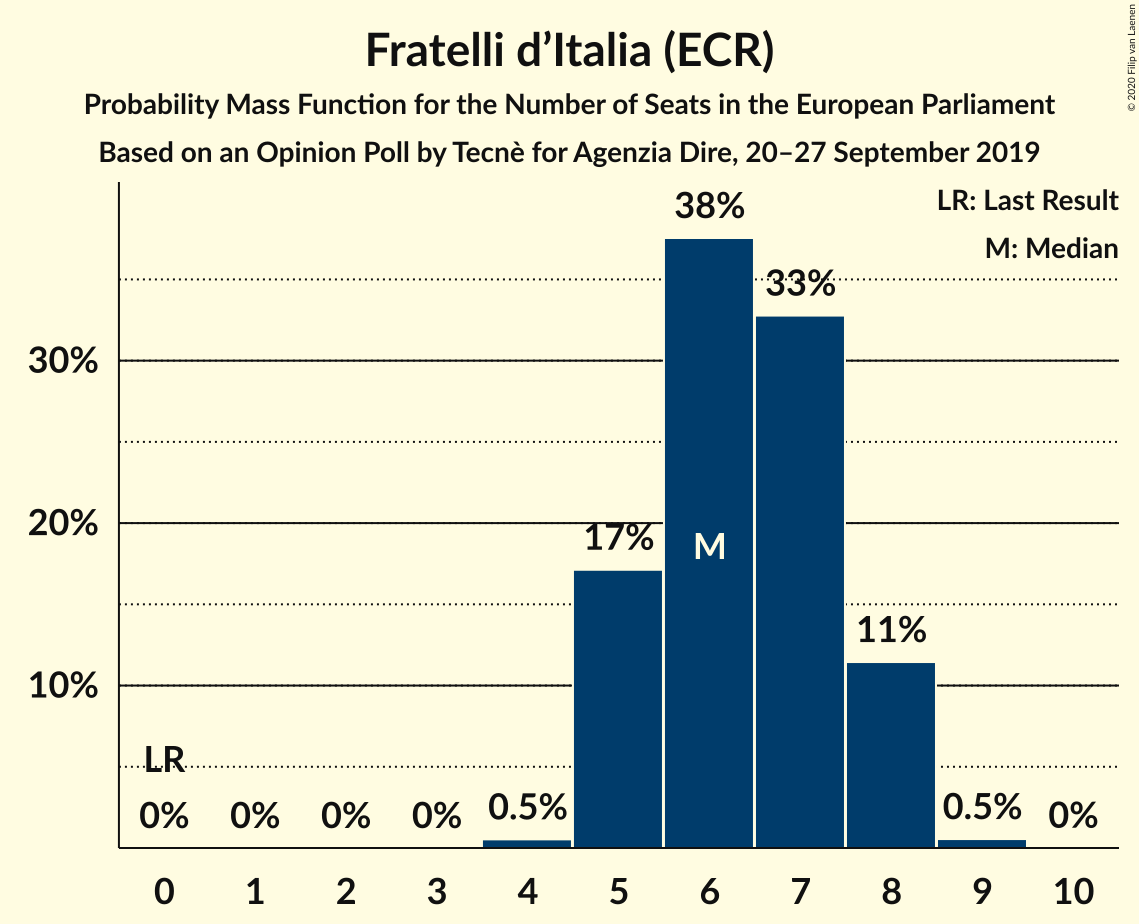 Fratelli d’Italia (ECR)
Probability Mass Function for the Number of Seats in the European Parliament
Based on an Opinion Poll by Tecnè for Agenzia Dire, 20–27 September 2019
© 2020 Filip van Laenen
LR: Last Result
M: Median
38%
33%
30%
20%
17%
M
11%
10%
LR
0%
0%
0%
0%
0.5%
0.5%
0%
0 1 2 3 4 5 6 7 8 9 10